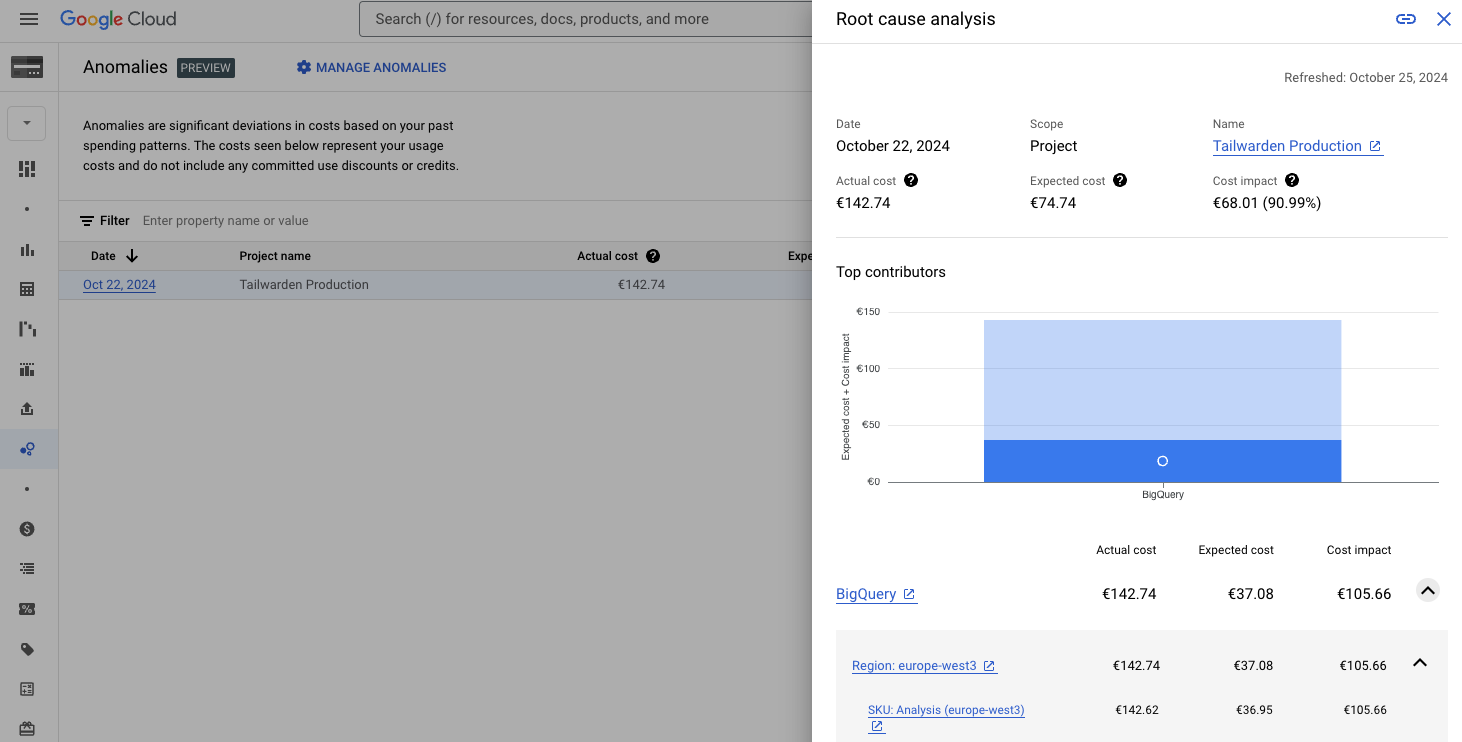 Google Cloud
Search (/) for resources, docs, products, and more
Anomalies PREVIEW MANAGE ANOMALIES
Anomalies are significant deviations in costs based on your past
spending patterns. The costs seen below represent your usage
costs and do not include any committed use discounts or credits.
Filter Enter property name or value
Date Project name Actual cost ? Expe
Oct 22, 2024 Tailwarden Production €142.74
Root cause analysis
Refreshed: October 25, 2024
Date Scope Name
October 22, 2024 Project Tailwarden Production
Actual cost ? Expected cost ? Cost impact ?
€142.74 €74.74 €68.01 (90.99%)
Top contributors
Expected cost + Cost impact
€150
€100
€50
€0
BigQuery
Actual cost Expected cost Cost impact
BigQuery €142.74 €37.08 €105.66
Region: europe-west3 €142.74 €37.08 €105.66
SKU: Analysis (europe-west3) €142.62 €36.95 €105.66